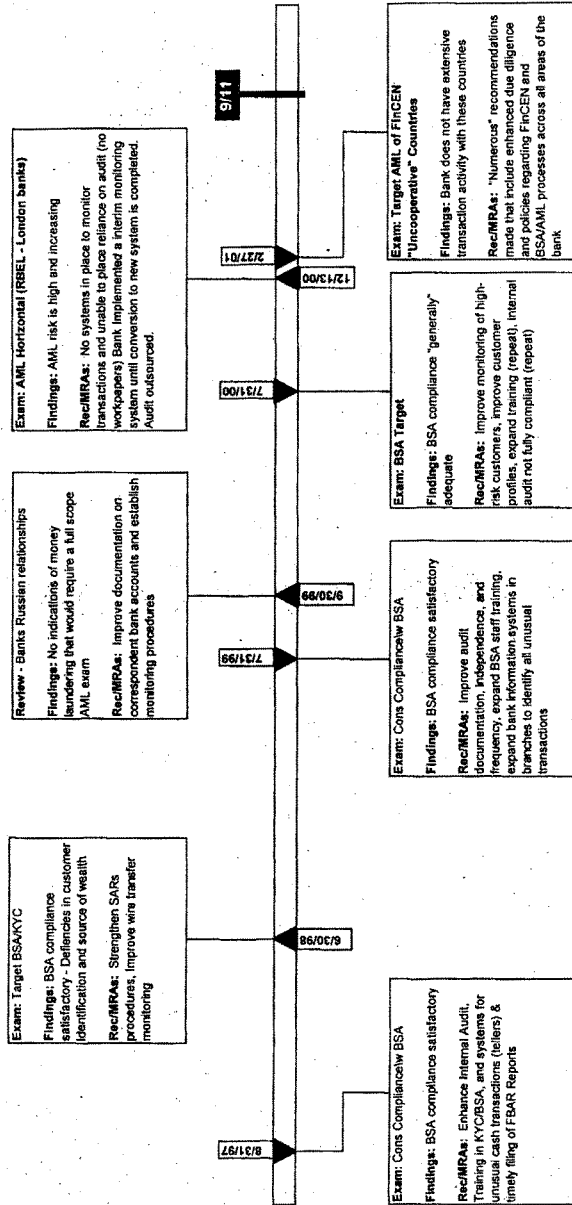 Exam: Target BSA/KYC
Findings: BSA compliance
satisfactory - Defiencies in customer
identification and source of wealth
Rec/MRAs: Strengthen SARs
procedures, Improve wire transfer
monitoring
Review - Banks Russian relationships
Findings: No indications of money
laundering that would require a full scope
AML exam
Rec/MRAs: Improve documentation on
correspondent bank accounts and establish
monitoring procedures
Exam: AML Horizontal (RBEL - London banks)
Findings: AML risk is high and increasing
Rec/MRAs: No systems in place to monitor
transactions and unable to place reliance on audit (no
workpapers) Bank Implemented a interim monitoring
system until conversion to new system is completed.
Audit outsourced.
9/11
8/31/97
6/30/98
7/31/99
9/30/99
7/31/00
12/13/00
2/27/01
Exam: Cons Compliance\w BSA
Findings: BSA compliance satisfactory
Rec/MRAs: Enhance Internal Audit,
Training in KYC/BSA, and systems for
unusual cash transactions (tellers) &
timely filing of FBAR Reports
Exam: Cons Compliance\w BSA
Findings: BSA compliance satisfactory
Rec/MRAs: Improve audit
documentation, independence, and
frequency, expand BSA staff training,
expand bank information systems in
branches to identify all unusual
transactions
Exam: BSA Target
Findings: BSA compliance "generally"
adequate
Rec/MRAs: Improve monitoring of high-
risk customers, improve customer
profiles, expand training (repeat), internal
audit not fully compliant (repeat)
Exam: Target AML of FinCEN
"Uncooperative" Countries
Findings: Bank does not have extensive
transaction activity with these countries
Rec/MRAs: "Numerous" recommendations
made that include enhanced due diligence
and policies regarding FinCEN and
BSA/AML processes across all areas of the
bank